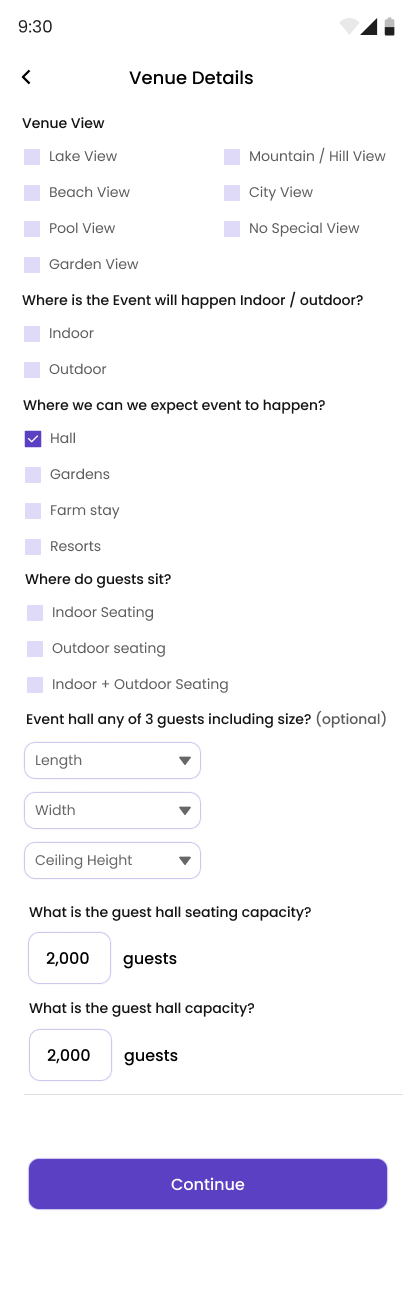 9:30
Venue Details
Venue View
Lake View
Mountain / Hill View
Beach View
City View
Pool View
No Special View
Garden View
Where is the Event will happen Indoor / outdoor?
Indoor
Outdoor
Where we can we expect event to happen?
Hall
Gardens
Farm stay
Resorts
Where do guests sit?
Indoor Seating
Outdoor seating
Indoor + Outdoor Seating
Event hall any of 3 guests including size? (optional)
Length
Width
Ceiling Height
What is the guest hall seating capacity?
2,000 guests
What is the guest hall capacity?
2,000 guests
Continue